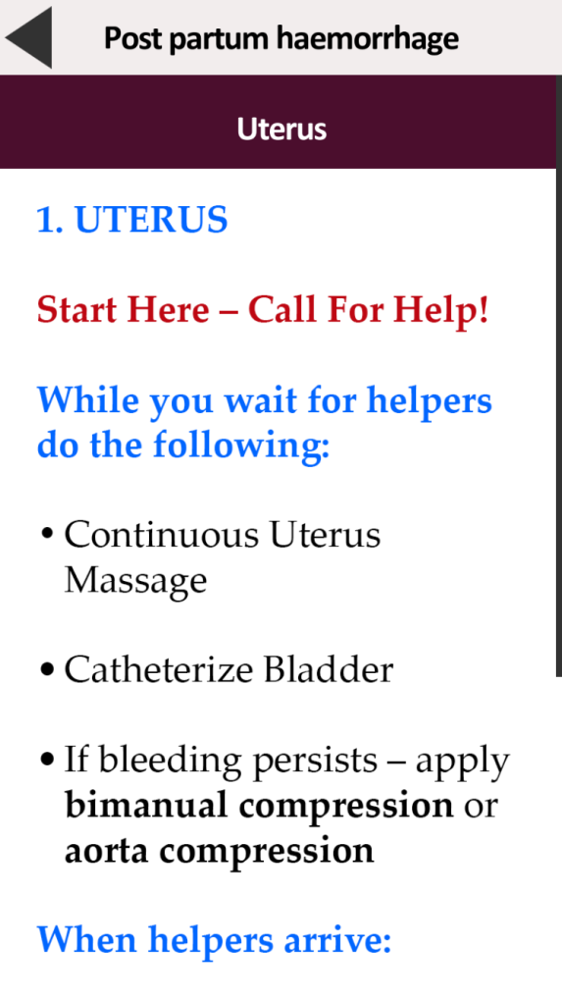 Post partum haemorrhage
Uterus
1. UTERUS
Start Here – Call For Help!
While you wait for helpers
do the following:
• Continuous Uterus
Massage
• Catheterize Bladder
• If bleeding persists – apply
bimanual compression or
aorta compression
When helpers arrive: